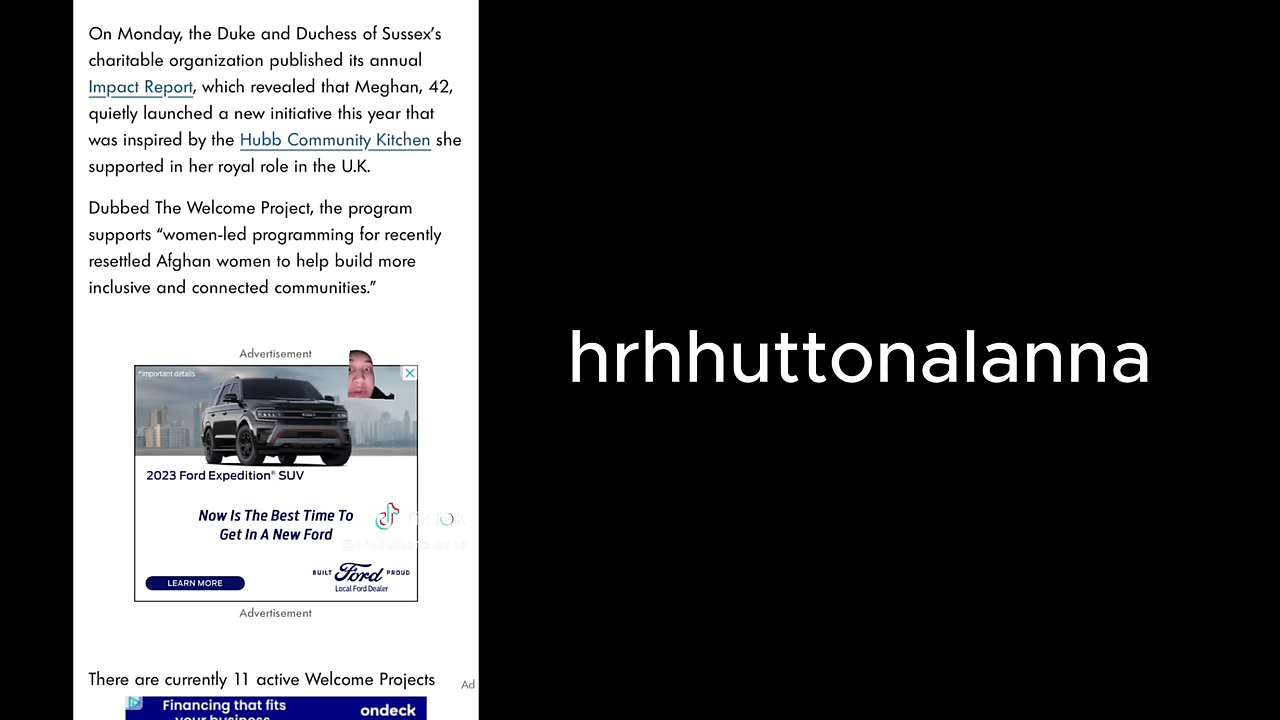 On Monday, the Duke and Duchess of Sussex’s
charitable organization published its annual
Impact Report, which revealed that Meghan, 42,
quietly launched a new initiative this year that
was inspired by the Hubb Community Kitchen she
supported in her royal role in the U.K.
Dubbed The Welcome Project, the program
supports “women-led programming for recently
resettled Afghan women to help build more
inclusive and connected communities.”
Advertisement
*Important details
2023 Ford Expedition® SUV
Now Is The Best Time To
Get In A New Ford
TikTok
LEARN MORE
BUILT Ford PROUD
Local Ford Dealer
Advertisement
There are currently 11 active Welcome Projects
Ad
Financing that fits
your business
ondeck
hrhhuttonalanna